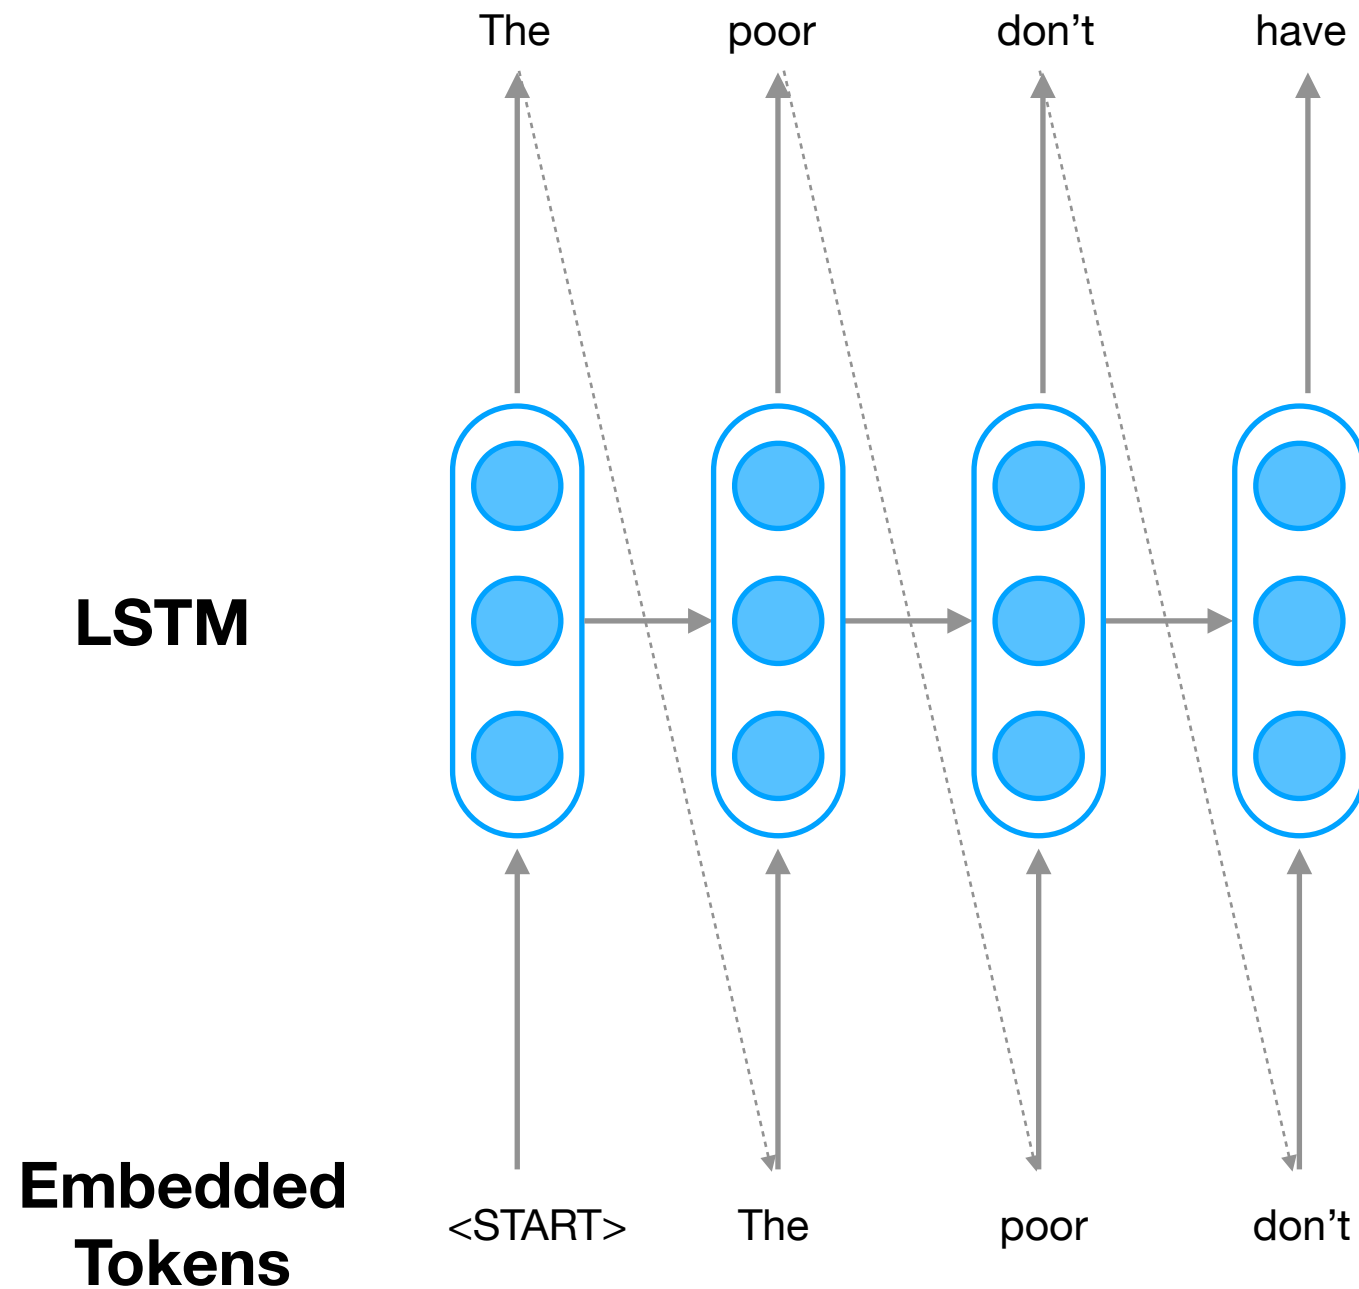 The poor don’t have
LSTM
Embedded
Tokens
<START> The poor don’t